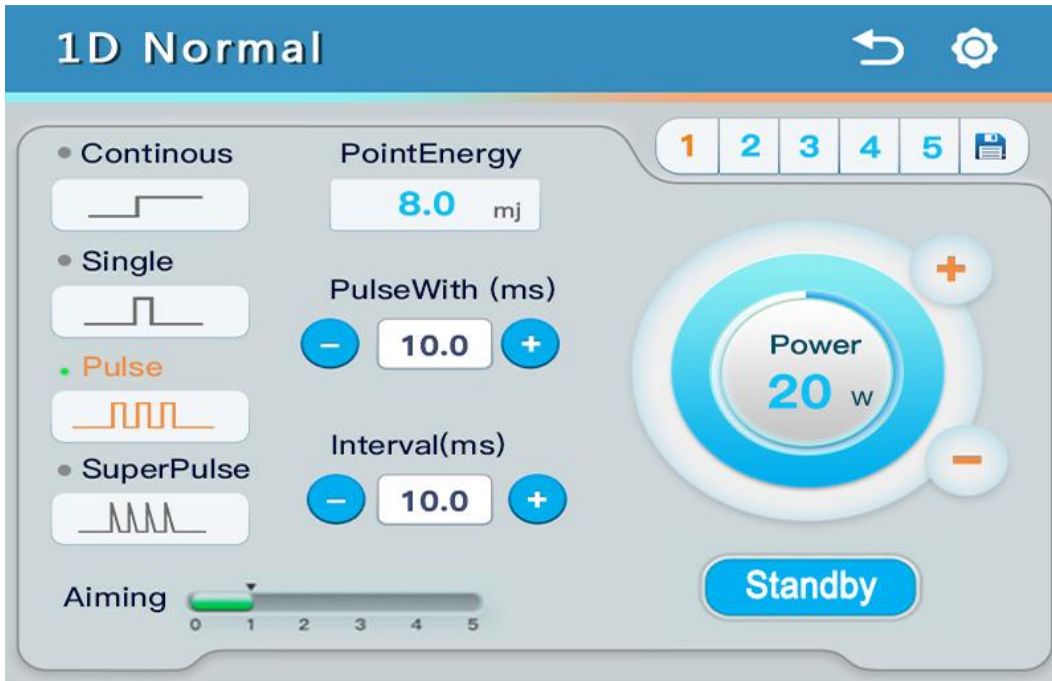 1D Normal
1 2 3 4 5
Continous
PointEnergy
8.0 mj
Single
PulseWith (ms)
− 10.0 +
Pulse
Interval(ms)
− 10.0 +
SuperPulse
+
Power
20 w
−
Standby
Aiming
0 1 2 3 4 5